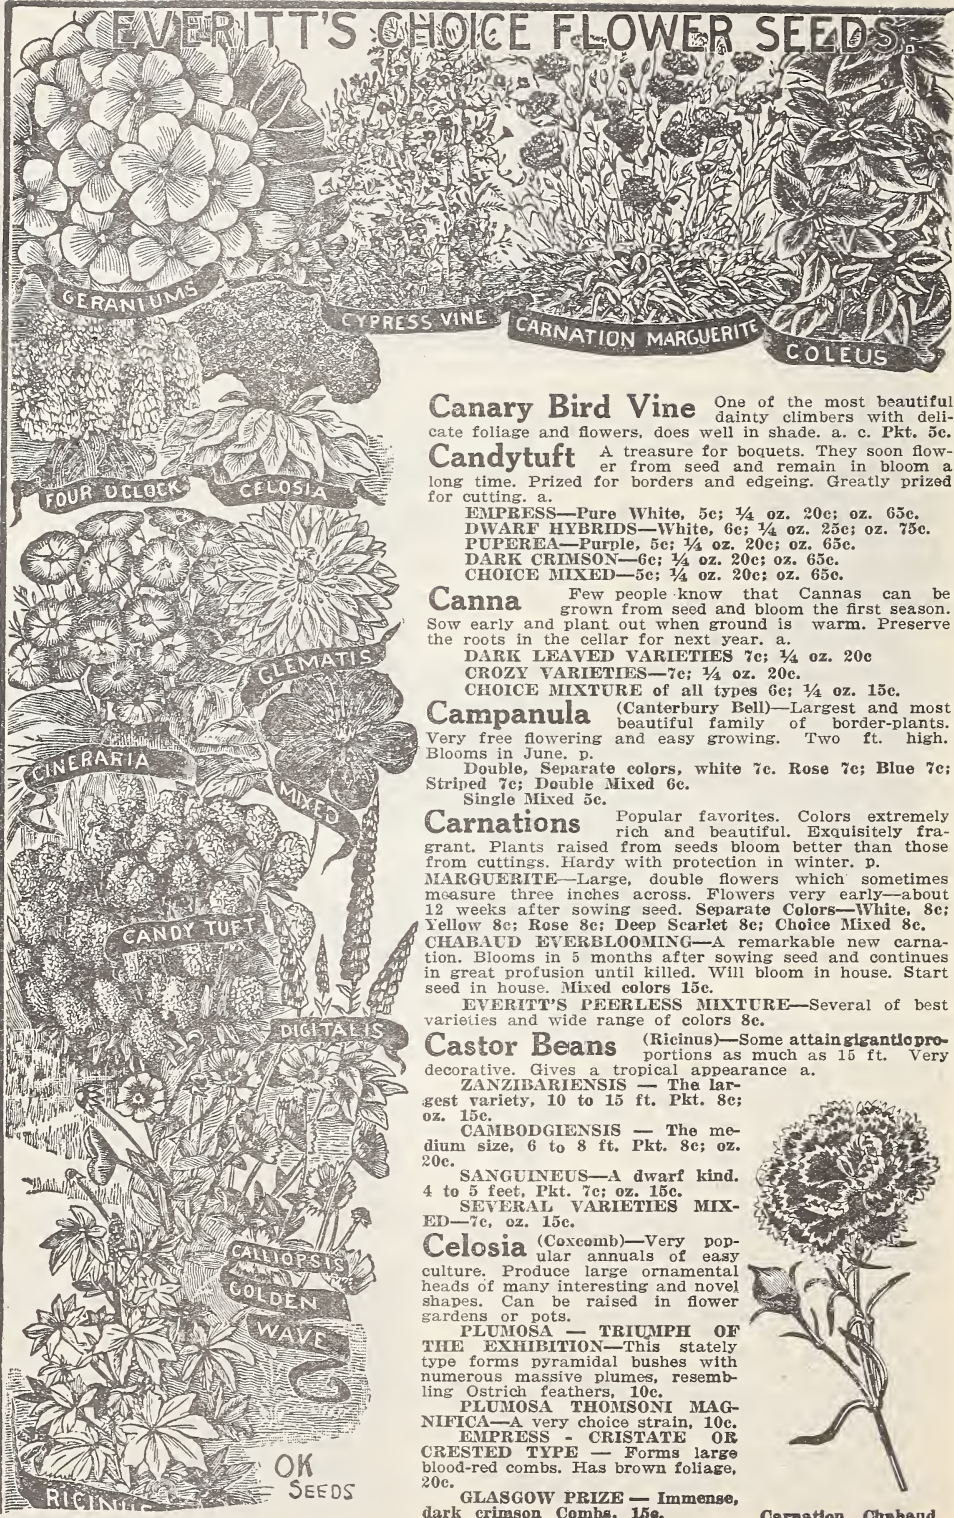 EVERITT'S CHOICE FLOWER SEEDS.
GERANIUMS
CYPRESS VINE
CARNATION MARGUERITE
COLEUS
FOUR O'CLOCK
CELOSIA
CLEMATIS
CINERARIA
MIXED
CANDY TUFT
DIGITALIS
CALLIOPSIS
GOLDEN
WAVE
RICINUS
OK
SEEDS
Canary Bird Vine One of the most beautiful
dainty climbers with deli-
cate foliage and flowers, does well in shade. a. c. Pkt. 5c.
Candytuft A treasure for boquets. They soon flow-
er from seed and remain in bloom a
long time. Prized for borders and edgeing. Greatly prized
for cutting. a.
EMPRESS—Pure White, 5c; ¼ oz. 20c; oz. 65c.
DWARF HYBRIDS—White, 6c; ¼ oz. 25c; oz. 75c.
PUPEREA—Purple, 5c; ¼ oz. 20c; oz. 65c.
DARK CRIMSON—6c; ¼ oz. 20c; oz. 65c.
CHOICE MIXED—5c; ¼ oz. 20c; oz. 65c.
Canna Few people know that Cannas can be
grown from seed and bloom the first season.
Sow early and plant out when ground is warm. Preserve
the roots in the cellar for next year. a.
DARK LEAVED VARIETIES 7c; ¼ oz. 20c
CROZY VARIETIES—7c; ¼ oz. 20c.
CHOICE MIXTURE of all types 6c; ¼ oz. 15c.
Campanula (Canterbury Bell)—Largest and most
beautiful family of border-plants.
Very free flowering and easy growing. Two ft. high.
Blooms in June. p.
Double, Separate colors, white 7c. Rose 7c; Blue 7c;
Striped 7c; Double Mixed 6c.
Single Mixed 5c.
Carnations Popular favorites. Colors extremely
rich and beautiful. Exquisitely fra-
grant. Plants raised from seeds bloom better than those
from cuttings. Hardy with protection in winter. p.
MARGUERITE—Large, double flowers which sometimes
measure three inches across. Flowers very early—about
12 weeks after sowing seed. Separate Colors—White, 8c;
Yellow 8c; Rose 8c; Deep Scarlet 8c; Choice Mixed 8c.
CHABAUD EVERBLOOMING—A remarkable new carna-
tion. Blooms in 5 months after sowing seed and continues
in great profusion until killed. Will bloom in house. Start
seed in house. Mixed colors 15c.
EVERITT'S PEERLESS MIXTURE—Several of best
varieties and wide range of colors 8c.
Castor Beans (Ricinus)—Some attain gigantic pro-
portions as much as 15 ft. Very
decorative. Gives a tropical appearance a.
ZANZIBARIENSIS — The lar-
gest variety, 10 to 15 ft. Pkt. 8c;
oz. 15c.
CAMBODGIENSIS — The me-
dium size, 6 to 8 ft. Pkt. 8c; oz.
20c.
SANGUINEUS—A dwarf kind.
4 to 5 feet, Pkt. 7c; oz. 15c.
SEVERAL VARIETIES MIX-
ED—7c, oz. 15c.
Celosia (Coxcomb)—Very pop-
ular annuals of easy
culture. Produce large ornamental
heads of many interesting and novel
shapes. Can be raised in flower
gardens or pots.
PLUMOSA — TRIUMPH OF
THE EXHIBITION—This stately
type forms pyramidal bushes with
numerous massive plumes, resemb-
ling Ostrich feathers, 10c.
PLUMOSA THOMSONI MAG-
NIFICA—A very choice strain, 10c.
EMPRESS - CRISTATE OR
CRESTED TYPE — Forms large
blood-red combs. Has brown foliage,
20c.
GLASGOW PRIZE — Immense,
dark crimson Combs. 15c.
Carnation Chabaud